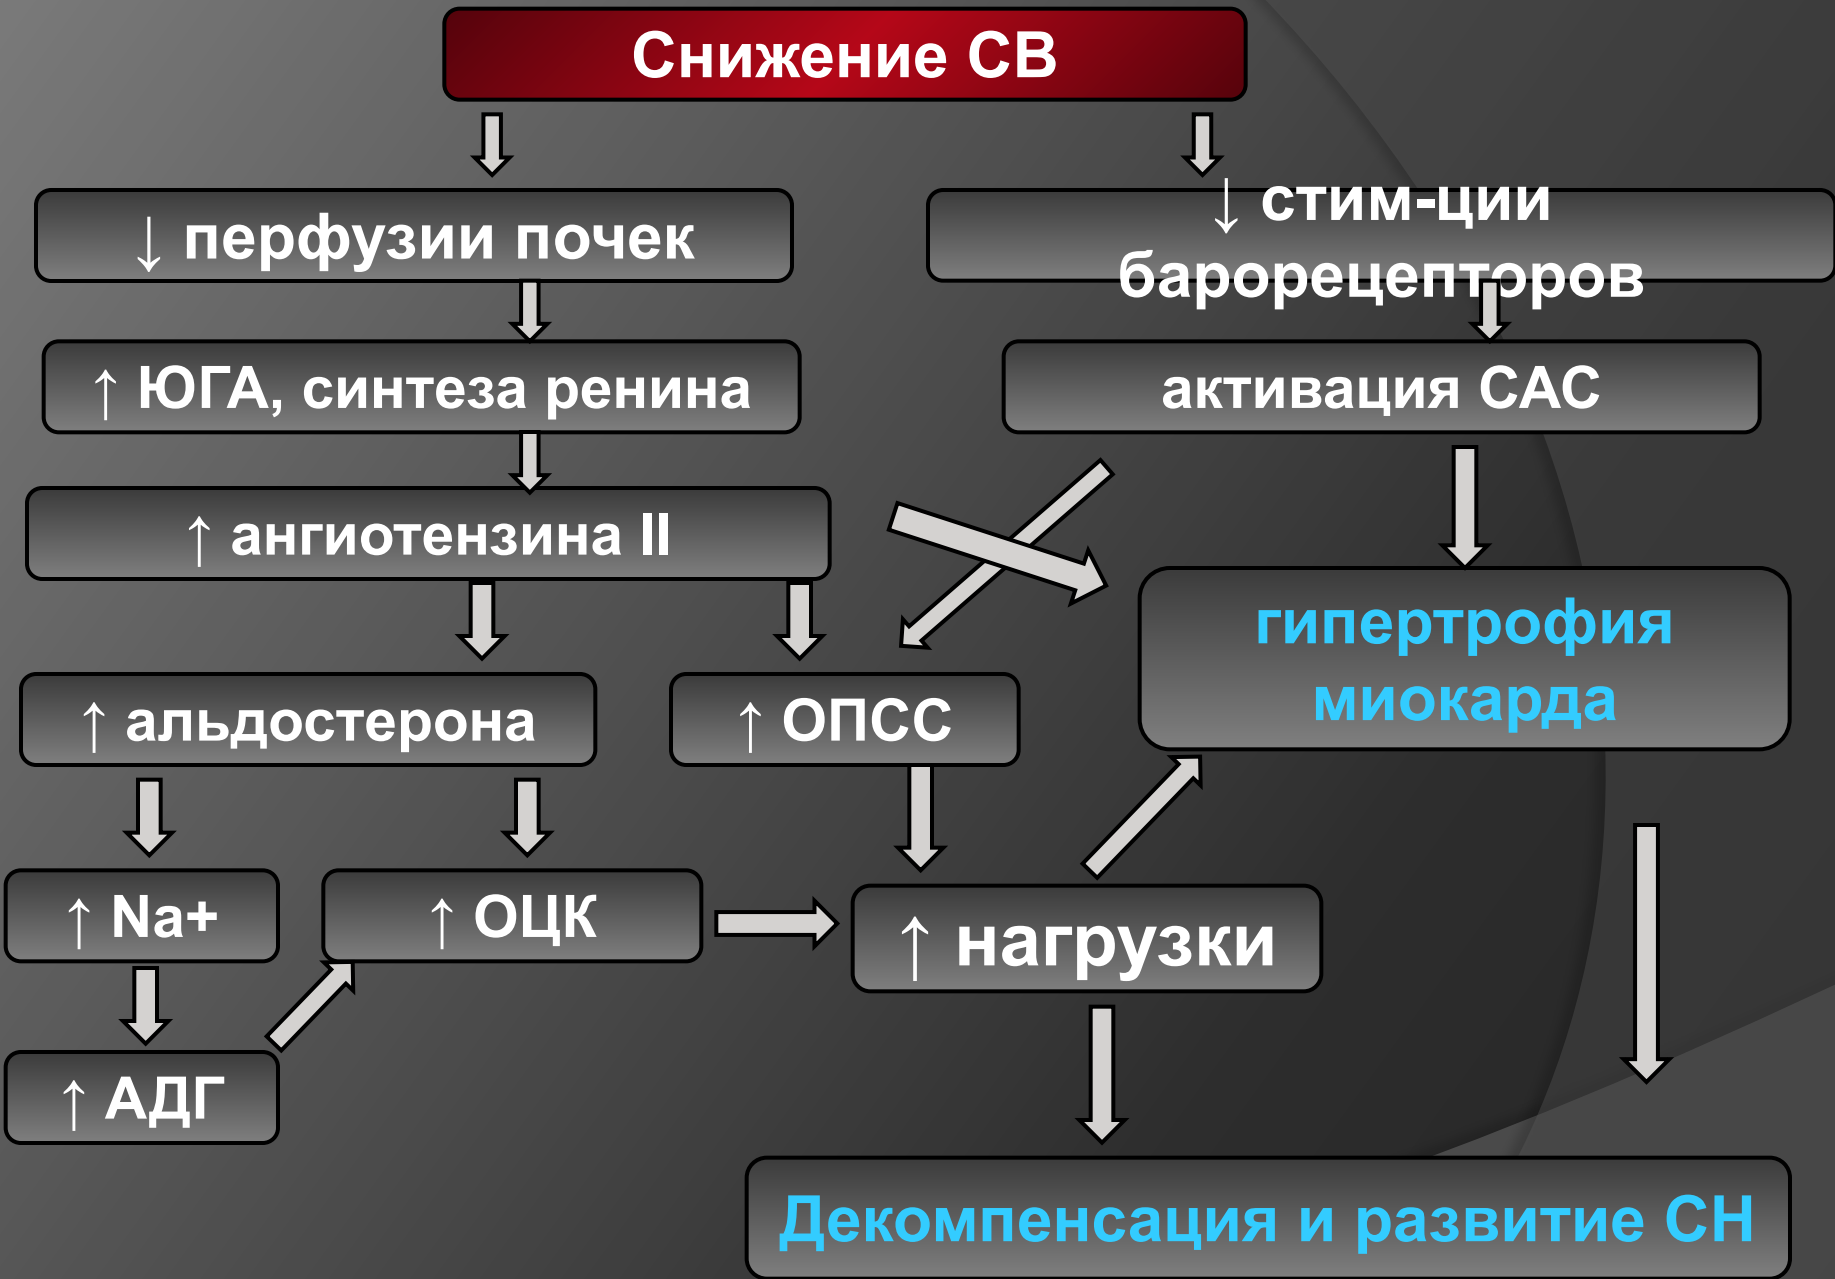 Снижение СВ
↓ перфузии почек
↓ стим-ции
барорецепторов
↑ ЮГА, синтеза ренина
активация САС
↑ ангиотензина II
гипертрофия
миокарда
↑ альдостерона
↑ ОПСС
↑ Na+
↑ ОЦК
↑ нагрузки
↑ АДГ
Декомпенсация и развитие СН